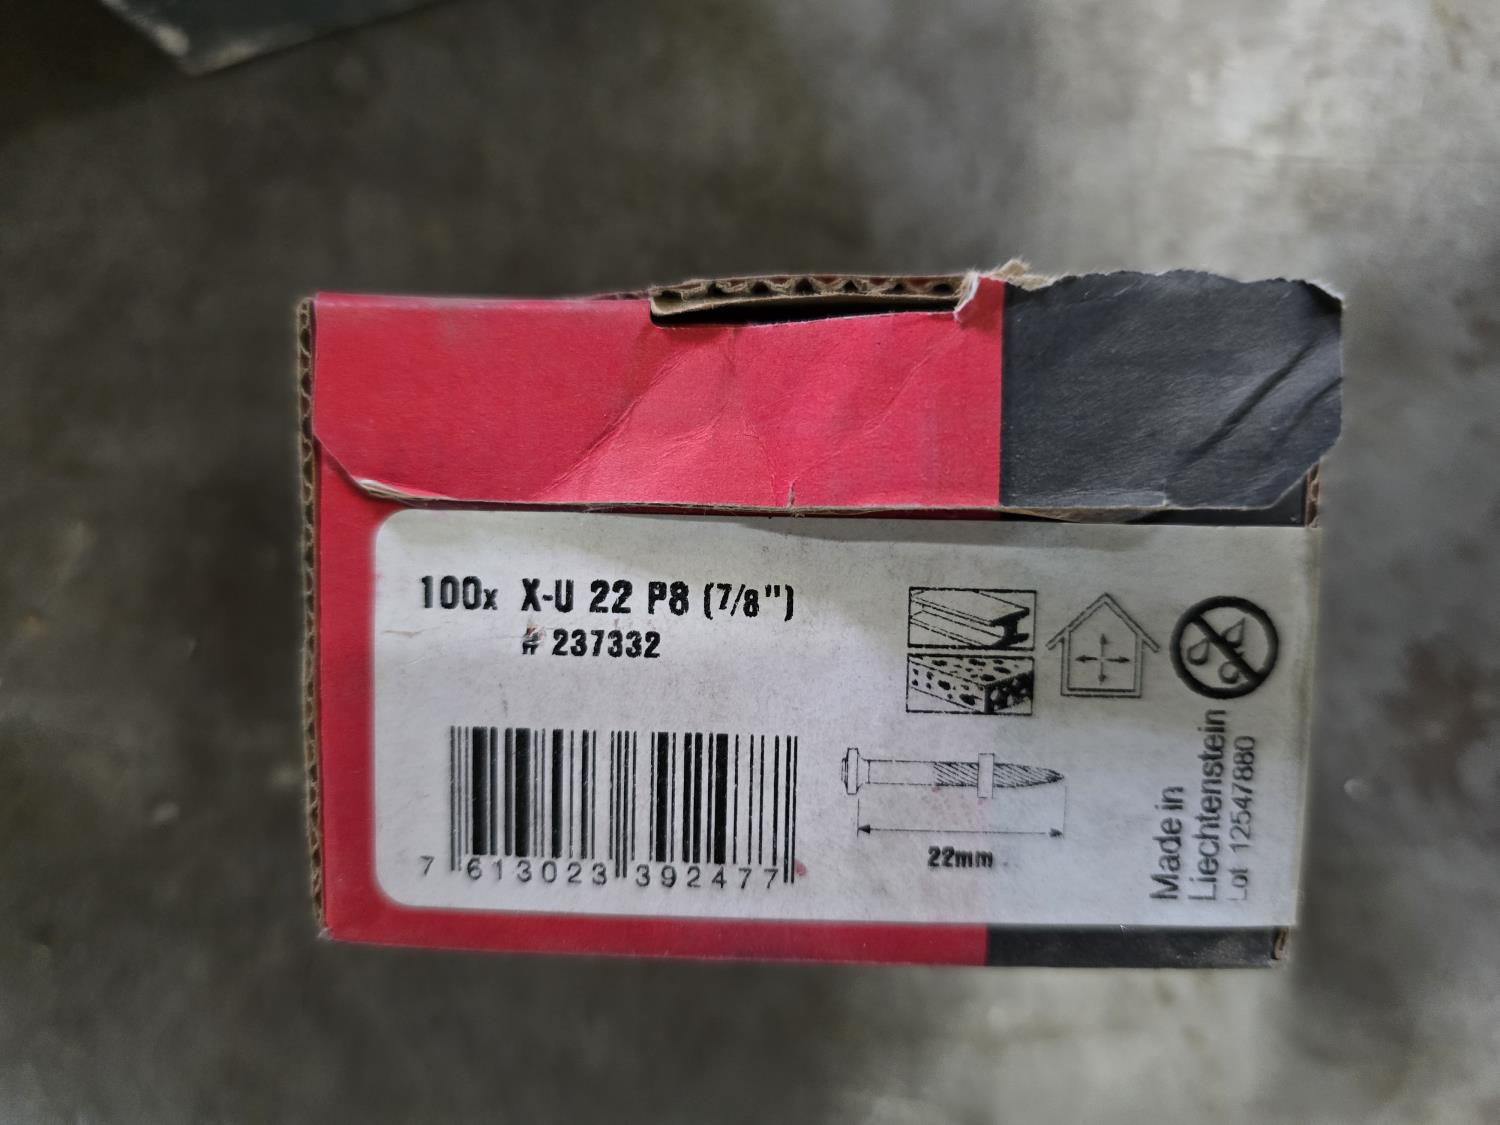 100x X-U 22 P8 (7/8")
# 237332
7 613023 392477
22mm
Made in
Liechtenstein
Lot 12547880